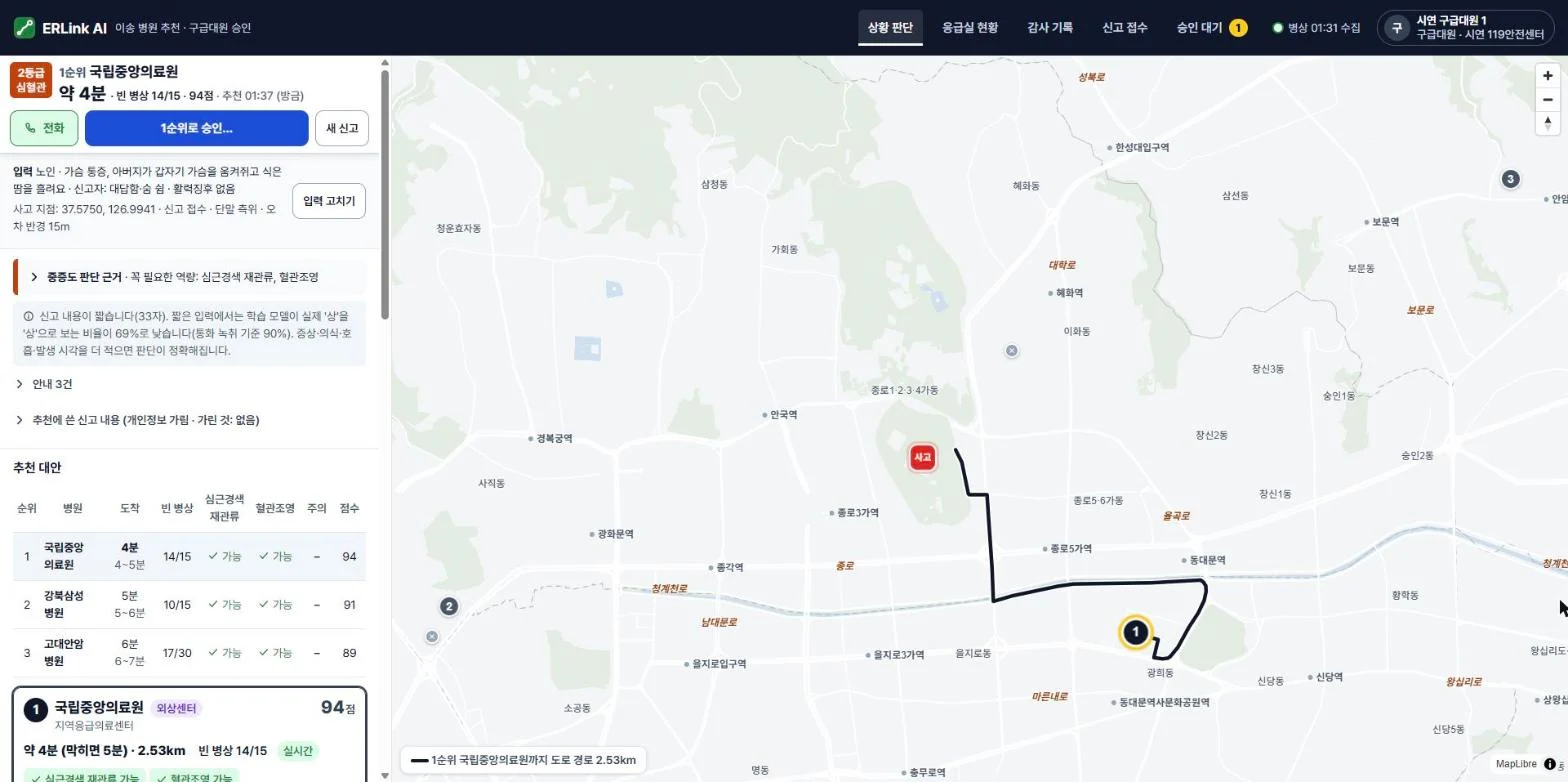 ERLink AI 이송 병원 추천 · 구급대원 승인
상황 판단
응급실 현황
감사 기록
신고 접수
승인 대기 1
병상 01:31 수집
구
시연 구급대원 1
구급대원 · 시연 119안전센터
2등급
심혈관
1순위 국립중앙의료원
약 4분 · 빈 병상 14/15 · 94점 · 추천 01:37 (방금)
전화
1순위로 승인...
새 신고
입력 노인 · 가슴 통증, 아버지가 갑자기 가슴을 움켜쥐고 식은
땀을 흘려요 · 신고자: 대답함·숨 쉼 · 활력징후 없음
사고 지점: 37.5750, 126.9941 · 신고 접수 · 단말 측위 · 오
차 반경 15m
입력 고치기
중증도 판단 근거 · 꼭 필요한 역량: 심근경색 재관류, 혈관조영
신고 내용이 짧습니다(33자). 짧은 입력에서는 학습 모델이 실제 '상'을
'상'으로 보는 비율이 69%로 낮습니다(통화 녹취 기준 90%). 증상·의식·호
흡·발생 시각을 더 적으면 판단이 정확해집니다.
안내 3건
추천에 쓴 신고 내용 (개인정보 가림 · 가린 것: 없음)
추천 대안
순위 병원 도착 빈 병상 심근경색 재관류 혈관조영 주의 점수
1 국립중앙의료원 4분 4~5분 14/15 ✓ 가능 ✓ 가능 – 94
2 강북삼성병원 5분 5~6분 10/15 ✓ 가능 ✓ 가능 – 91
3 고대안암병원 6분 6~7분 17/30 ✓ 가능 ✓ 가능 – 89
1 국립중앙의료원 외상센터 94점
지역응급의료센터
약 4분 (막히면 5분) · 2.53km 빈 병상 14/15 실시간
✓ 심근경색 재관류 가능 ✓ 혈관조영 가능
성북로
한성대입구역
3
삼청동
혜화동
삼선동
안암
보문역
청운효자동
가회동
대학로
보문동
혜화역
보문로
이화동
창신3동
종로1·2·3·4가동
숭인1동
안국역
경복궁역
창신2동
사고
숭인2동
사직동
창신1동
종로5·6가동
종로3가역
율곡로
광화문역
종로5가역
동대문역
종각역
종로
청계천
청계천로
황학동
2
남대문로
1
을지로3가역
을지로동
왕십리도
을지로입구역
광희동
신당동
신당역
왕십리로
마른내로
동대문역사문화공원역
상왕십
소공동
신당5동
1순위 국립중앙의료원까지 도로 경로 2.53km
명동
충무로역
MapLibre